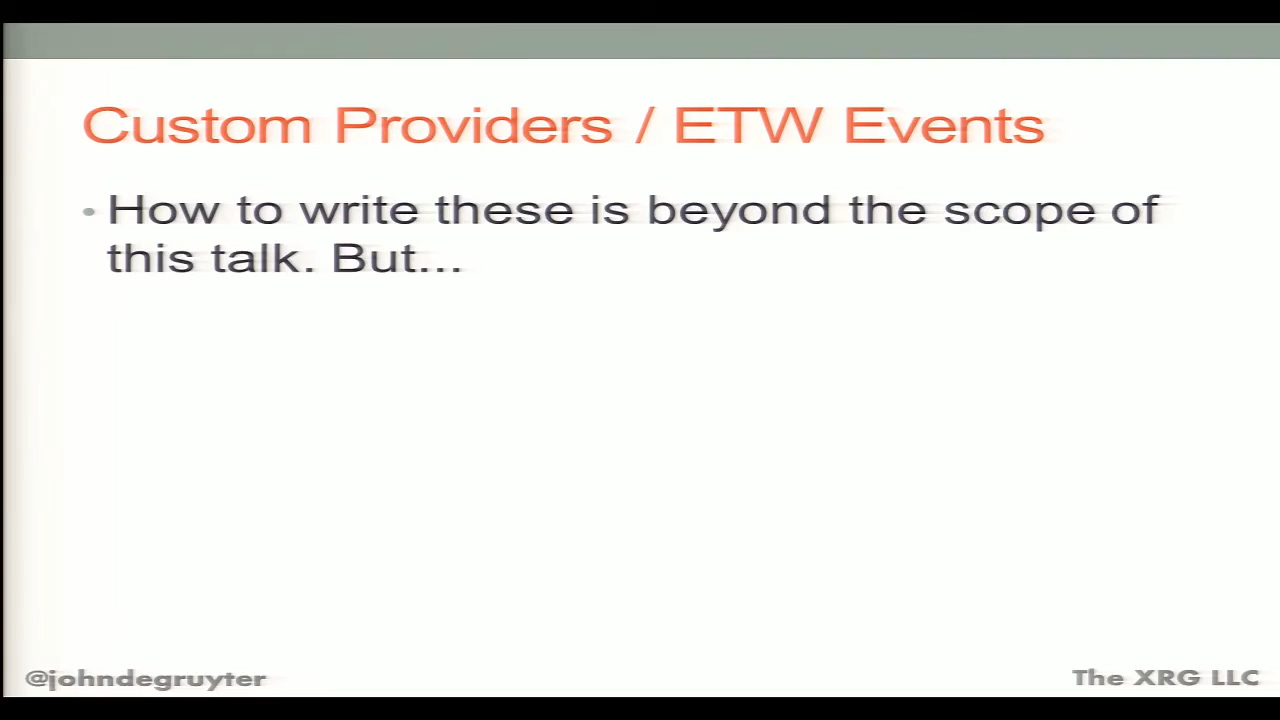 Custom Providers / ETW Events
• How to write these is beyond the scope of
this talk. But...
@johndegruyter
The XRG LLC